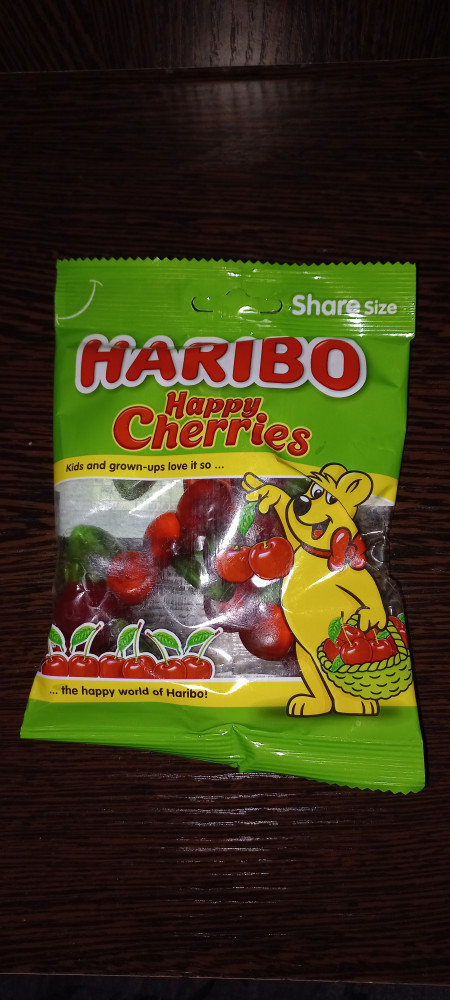 Share Size
HARIBO
Happy
Cherries
Kids and grown-ups love it so ...
... the happy world of Haribo!